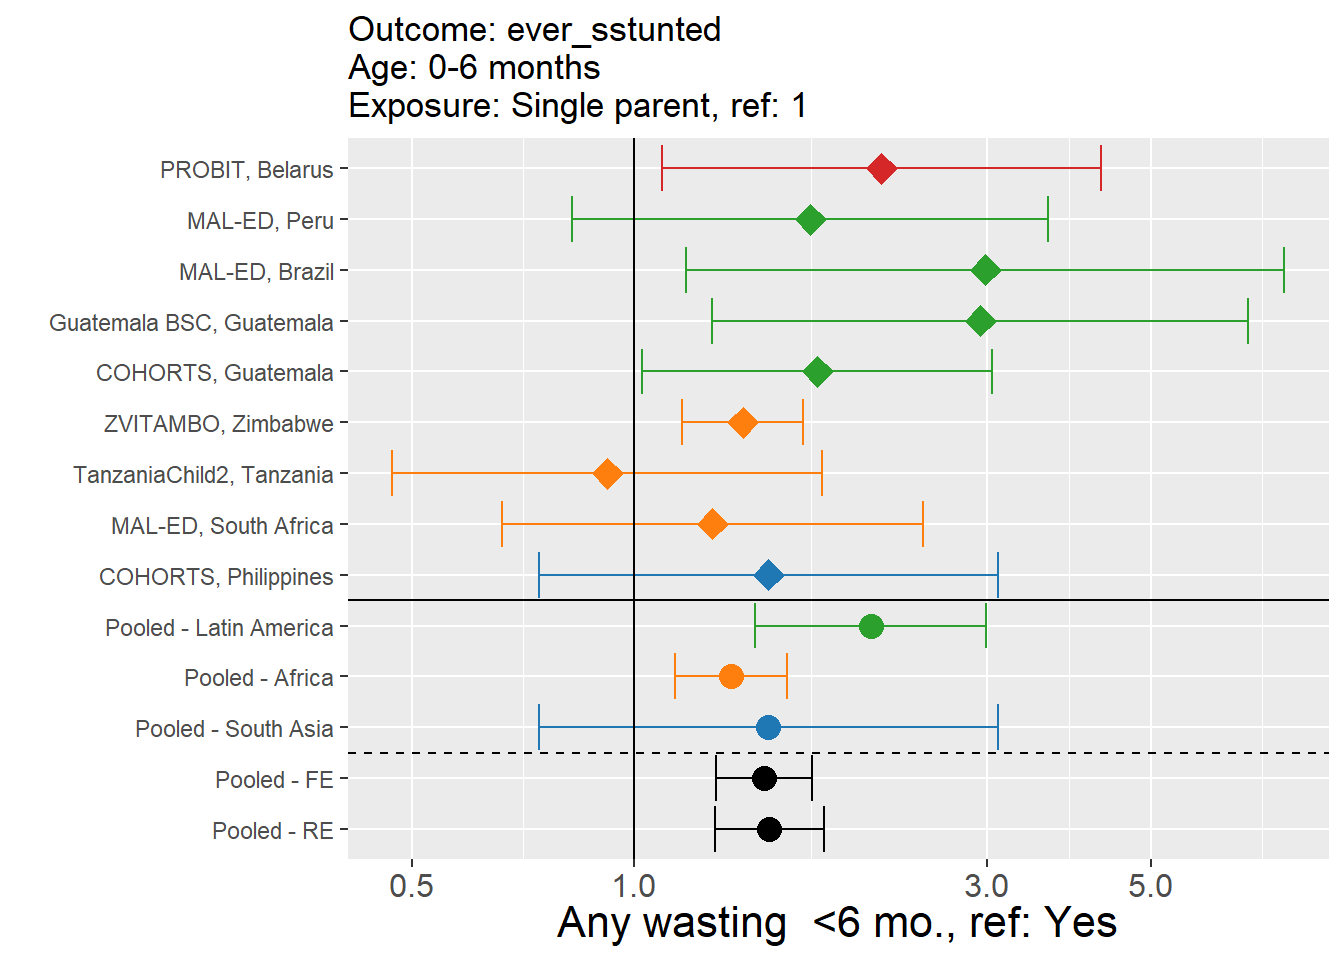 Outcome: ever_sstunted
Age: 0-6 months
Exposure: Single parent, ref: 1
PROBIT, Belarus
MAL-ED, Peru
MAL-ED, Brazil
Guatemala BSC, Guatemala
COHORTS, Guatemala
ZVITAMBO, Zimbabwe
TanzaniaChild2, Tanzania
MAL-ED, South Africa
COHORTS, Philippines
Pooled - Latin America
Pooled - Africa
Pooled - South Asia
Pooled - FE
Pooled - RE
0.5 1.0 3.0 5.0
Any wasting  <6 mo., ref: Yes